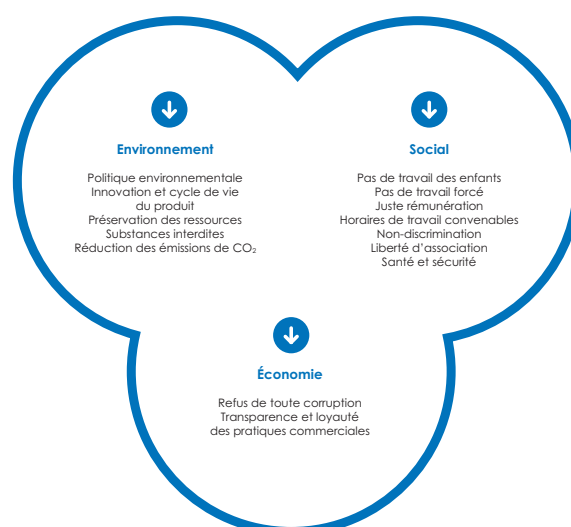 Environnement
Politique environnementale
Innovation et cycle de vie
du produit
Préservation des ressources
Substances interdites
Réduction des émissions de CO₂
Social
Pas de travail des enfants
Pas de travail forcé
Juste rémunération
Horaires de travail convenables
Non-discrimination
Liberté d’association
Santé et sécurité
Économie
Refus de toute corruption
Transparence et loyauté
des pratiques commerciales